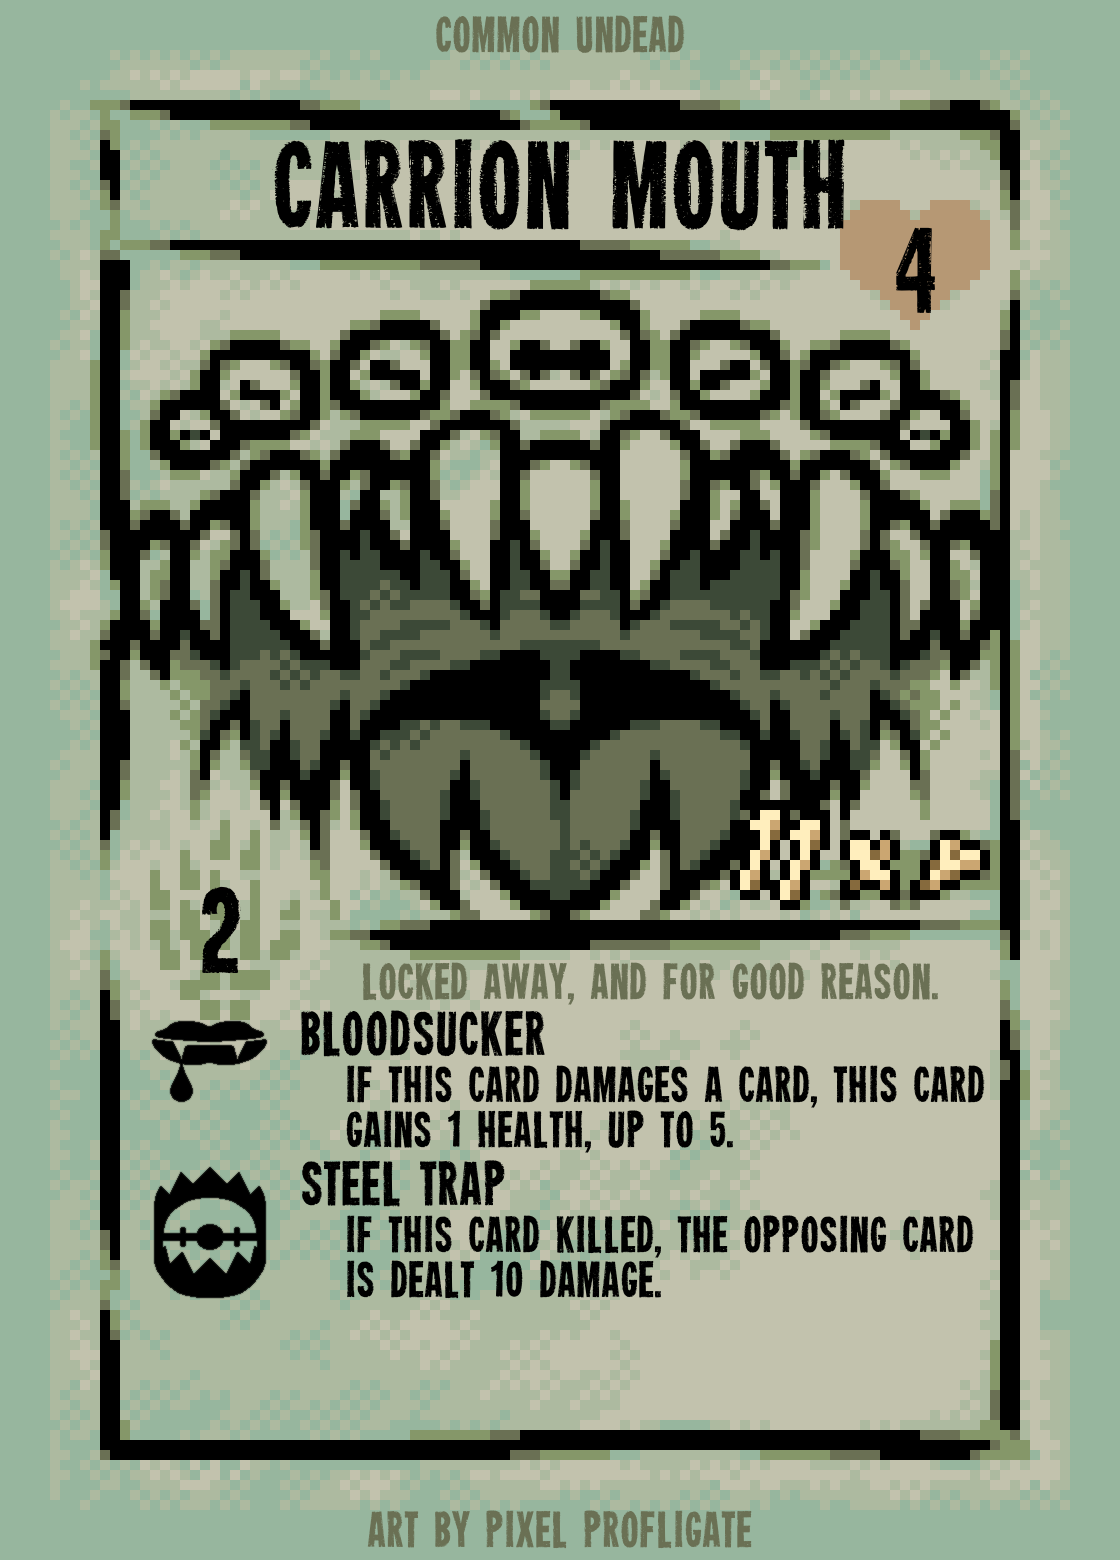 COMMON UNDEAD
CARRION MOUTH
4
2
LOCKED AWAY, AND FOR GOOD REASON.
BLOODSUCKER
IF THIS CARD DAMAGES A CARD, THIS CARD
GAINS 1 HEALTH, UP TO 5.
STEEL TRAP
IF THIS CARD KILLED, THE OPPOSING CARD
IS DEALT 10 DAMAGE.
ART BY PIXEL PROFLIGATE